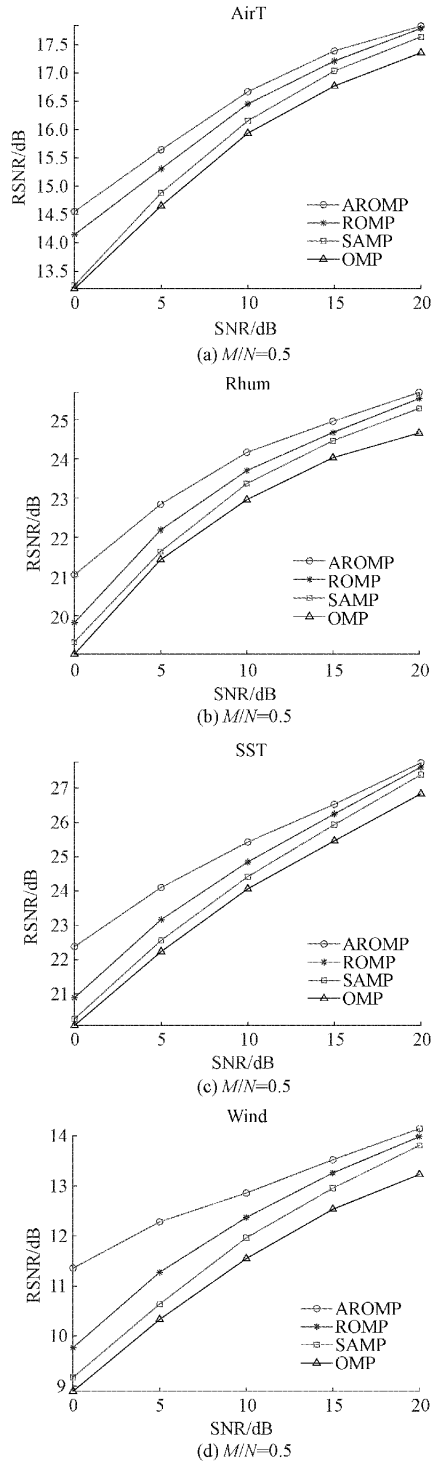 AirT
17.5
17.0
16.5
16.0
15.5
15.0
14.5
14.0
13.5
RSNR/dB
AROMP
ROMP
SAMP
OMP
0 5 10 15 20
SNR/dB
(a) M/N=0.5
Rhum
25
24
23
22
21
20
RSNR/dB
AROMP
ROMP
SAMP
OMP
0 5 10 15 20
SNR/dB
(b) M/N=0.5
SST
27
26
25
24
23
22
21
RSNR/dB
AROMP
ROMP
SAMP
OMP
0 5 10 15 20
SNR/dB
(c) M/N=0.5
Wind
14
13
12
11
10
9
RSNR/dB
AROMP
ROMP
SAMP
OMP
0 5 10 15 20
SNR/dB
(d) M/N=0.5